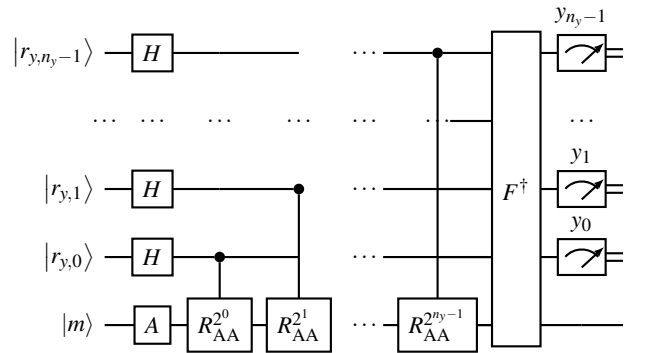 y_{n_y−1}
|r_{y,n_y−1}⟩ H ⋯
⋯ ⋯ ⋯ ⋯ ⋯ ⋯ ⋯
y_1
|r_{y,1}⟩ H ⋯ F^†
y_0
|r_{y,0}⟩ H ⋯
|m⟩ A R_{AA}^{2^0} R_{AA}^{2^1} ⋯ R_{AA}^{2^{n_y−1}}